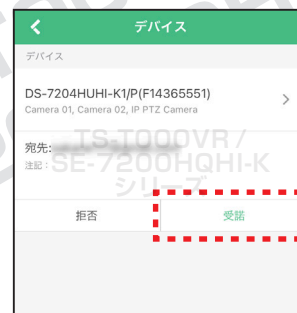 デバイス
デバイス
DS-7204HUHI-K1/P(F14365551)
Camera 01, Camera 02, IP PTZ Camera
宛先:
注記:
TS-TO00VR /
SE-7200HQHI-K
シリーズ
拒否
受諾